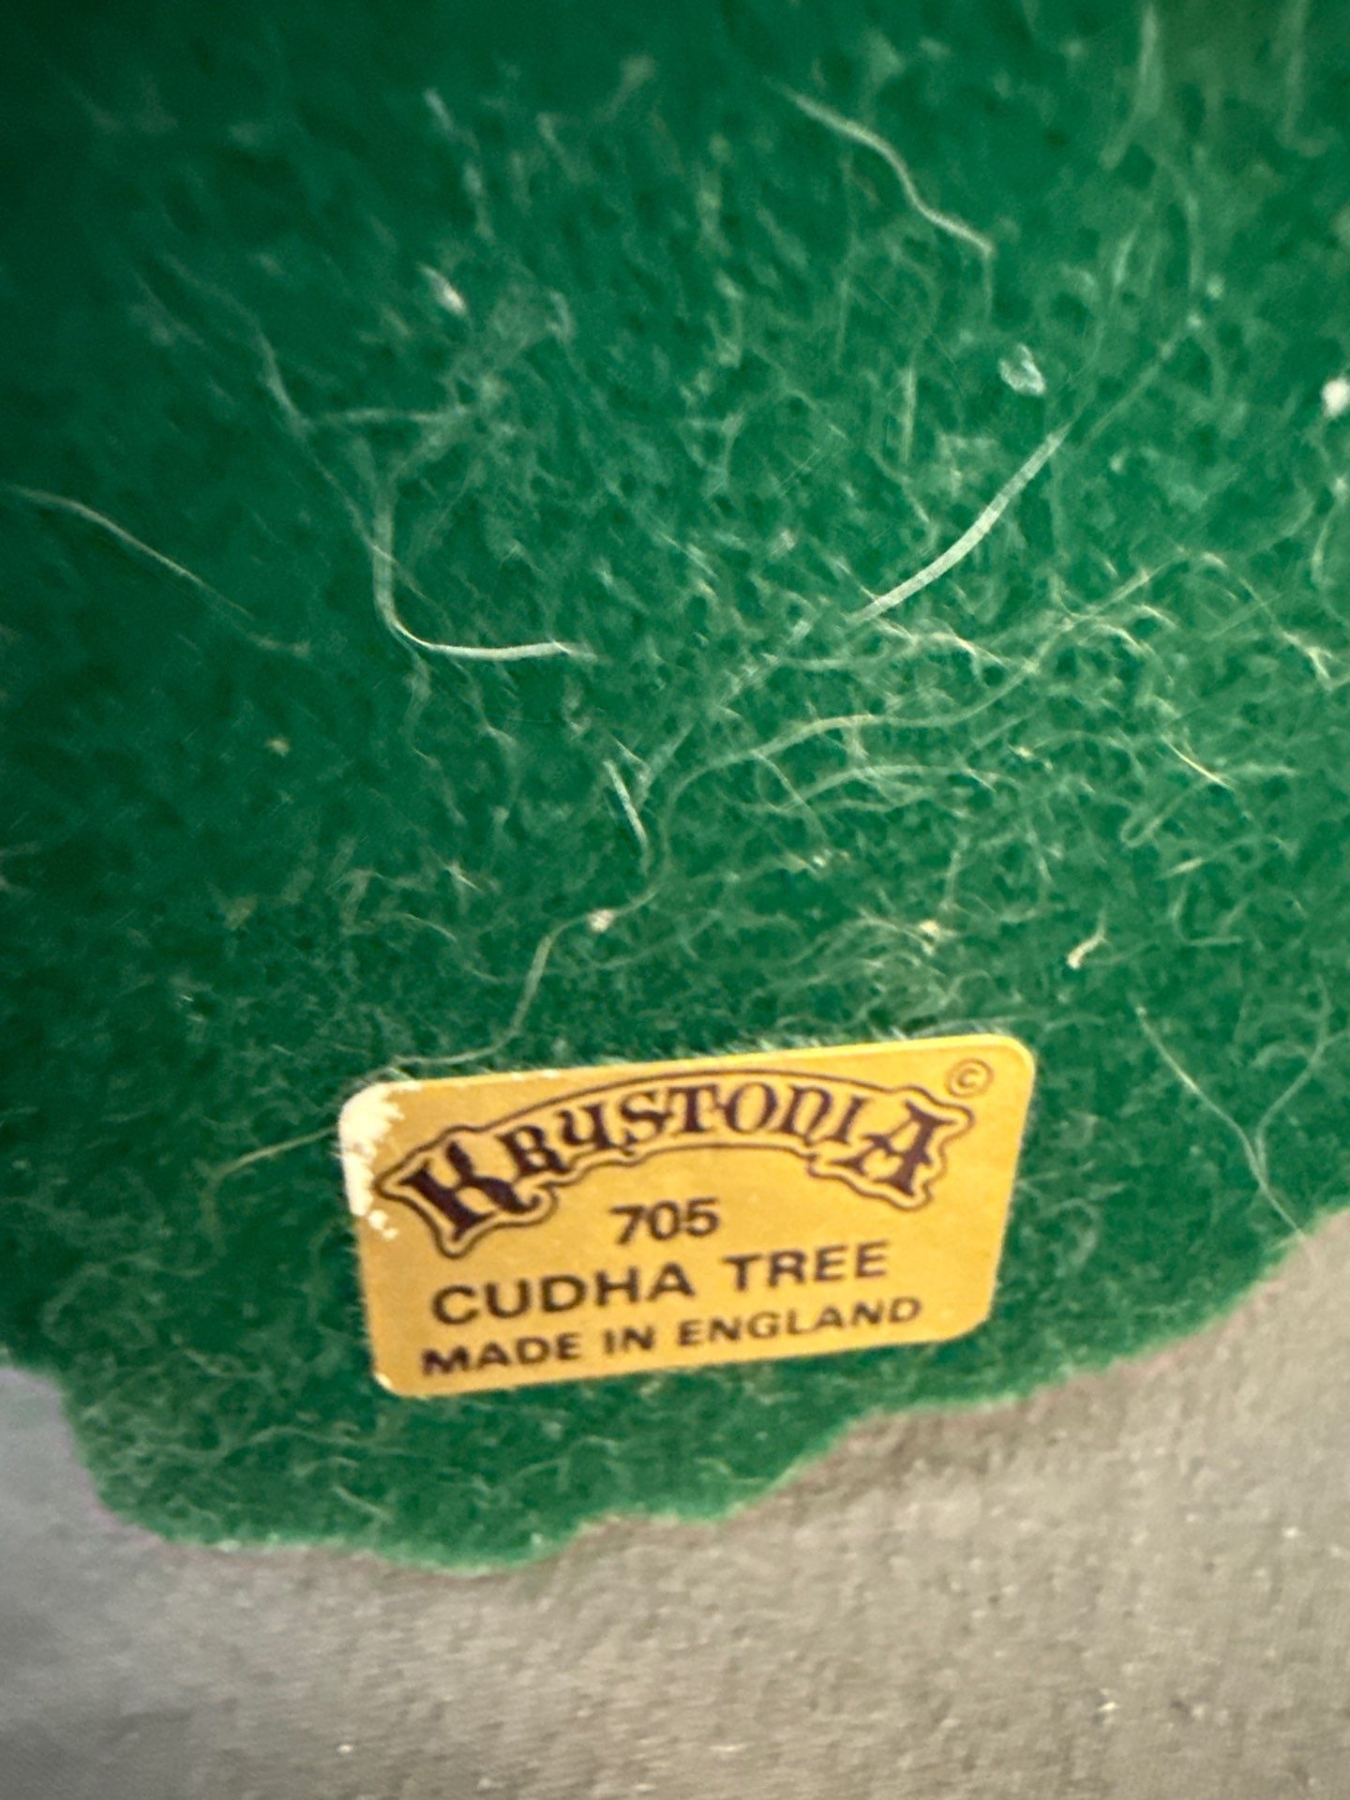 KRYSTONIA ©
705
CUDHA TREE
MADE IN ENGLAND